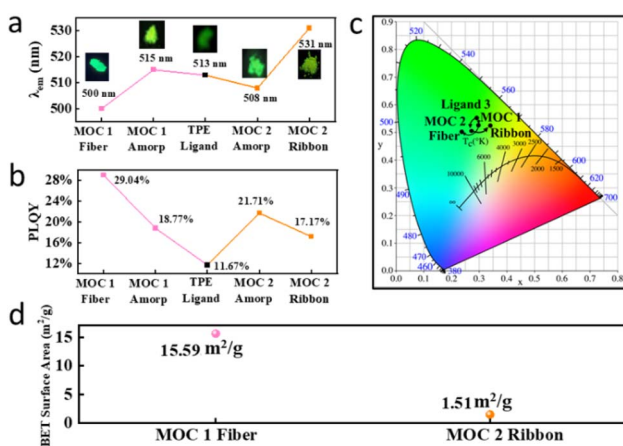 a
λem (nm)
530
520
510
500
500 nm
515 nm
513 nm
508 nm
531 nm
MOC 1 Fiber
MOC 1 Amorp
TPE Ligand
MOC 2 Amorp
MOC 2 Ribbon
b
PLQY
28%
24%
20%
16%
12%
29.04%
18.77%
11.67%
21.71%
17.17%
MOC 1 Fiber
MOC 1 Amorp
TPE Ligand
MOC 2 Amorp
MOC 2 Ribbon
c
0.9
0.8
0.7
0.6
0.5
y
0.4
0.3
0.2
0.1
0.0
0.0 0.1 0.2 0.3 0.4 0.5 0.6 0.7 0.8
x
520
540
560
500
580
600
620
700
490
480
470
460
380
Ligand 3
MOC 2 MOC 1
Fiber Ribbon
Tc(°K)
10000
6000
4000
3000
2500
2000
1500
∞
d
BET Surface Area (m²/g)
15
10
5
0
15.59 m²/g
1.51 m²/g
MOC 1 Fiber
MOC 2 Ribbon